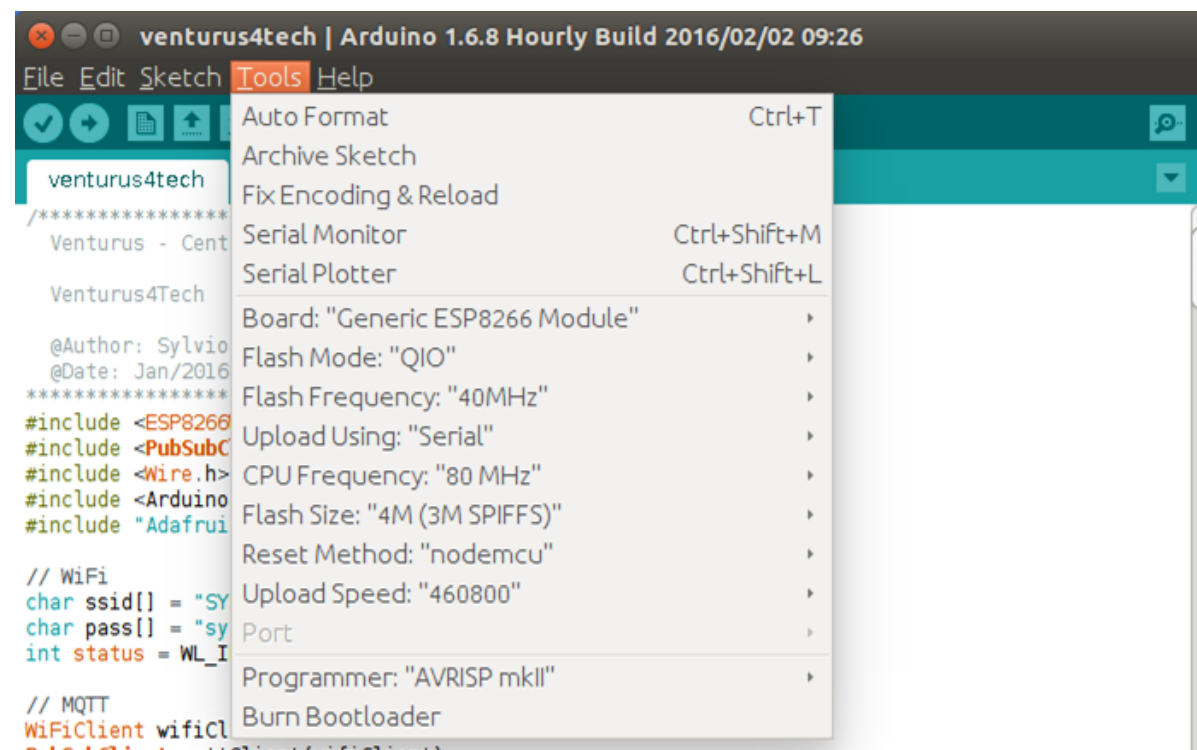 venturus4tech | Arduino 1.6.8 Hourly Build 2016/02/02 09:26
File Edit Sketch Tools Help
venturus4tech
Auto Format Ctrl+T
Archive Sketch
Fix Encoding & Reload
Serial Monitor Ctrl+Shift+M
Serial Plotter Ctrl+Shift+L
Board: "Generic ESP8266 Module"
Flash Mode: "QIO"
Flash Frequency: "40MHz"
Upload Using: "Serial"
CPU Frequency: "80 MHz"
Flash Size: "4M (3M SPIFFS)"
Reset Method: "nodemcu"
Upload Speed: "460800"
Port
Programmer: "AVRISP mkII"
Burn Bootloader
/*****************
Venturus - Cent
Venturus4Tech
@Author: Sylvio
@Date: Jan/2016
*****************
#include <ESP8266
#include <PubSubC
#include <Wire.h>
#include <Arduino
#include "Adafrui
// WiFi
char ssid[] = "SY
char pass[] = "sy
int status = WL_I
// MQTT
WiFiClient wifiCl